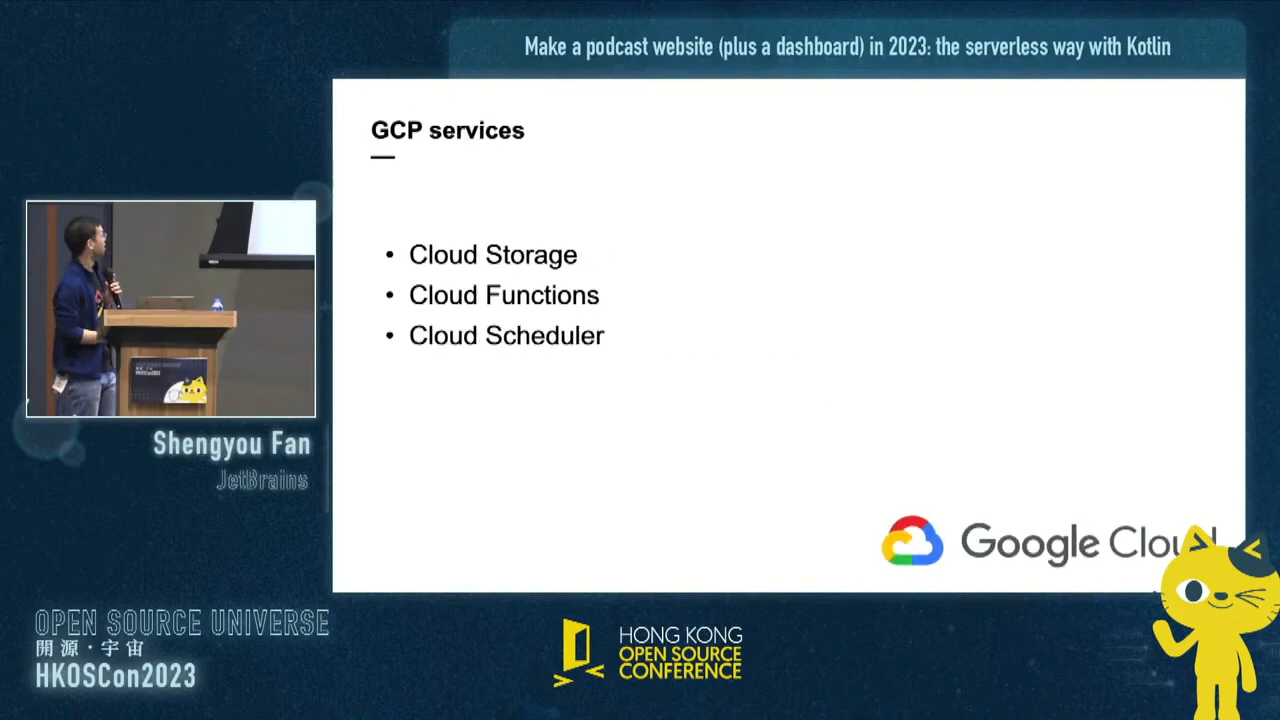 Make a podcast website (plus a dashboard) in 2023: the serverless way with Kotlin
GCP services
• Cloud Storage
• Cloud Functions
• Cloud Scheduler
Google Cloud
Shengyou Fan
JetBrains
OPEN SOURCE UNIVERSE
開源·宇宙
HKOSCon2023
HONG KONG
OPEN SOURCE
CONFERENCE